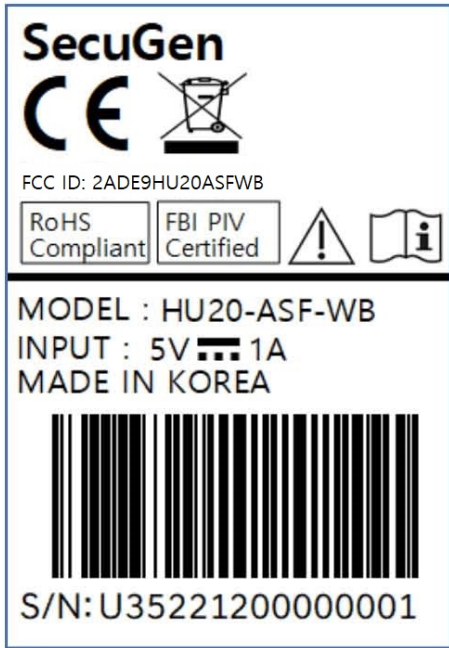 SecuGen
CE
FCC ID: 2ADE9HU20ASFWB
RoHS
Compliant
FBI PIV
Certified
MODEL : HU20-ASF-WB
INPUT : 5V 1A
MADE IN KOREA
S/N: U35221200000001